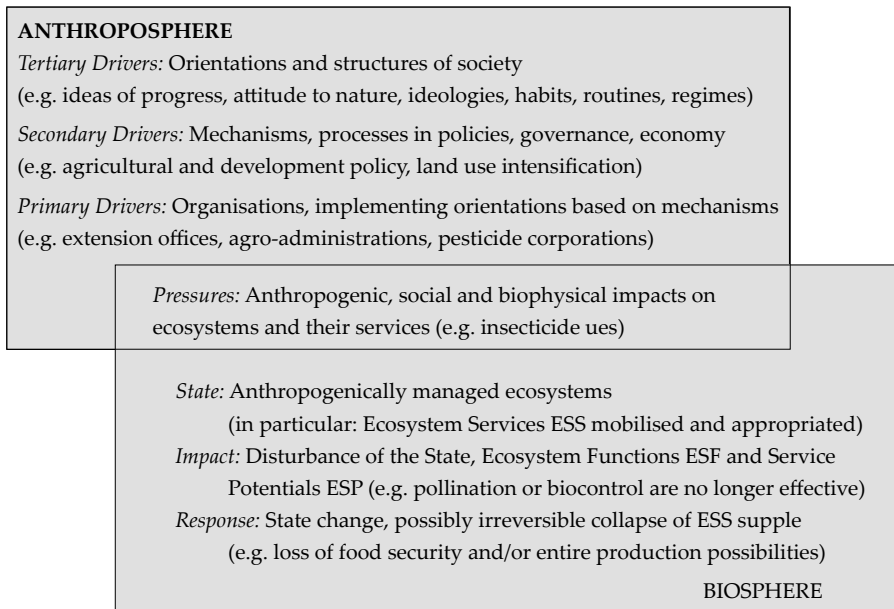 ANTHROPOSPHERE
Tertiary Drivers: Orientations and structures of society
(e.g. ideas of progress, attitude to nature, ideologies, habits, routines, regimes)
Secondary Drivers: Mechanisms, processes in policies, governance, economy
(e.g. agricultural and development policy, land use intensification)
Primary Drivers: Organisations, implementing orientations based on mechanisms
(e.g. extension offices, agro-administrations, pesticide corporations)
Pressures: Anthropogenic, social and biophysical impacts on
ecosystems and their services (e.g. insecticide ues)
State: Anthropogenically managed ecosystems
(in particular: Ecosystem Services ESS mobilised and appropriated)
Impact: Disturbance of the State, Ecosystem Functions ESF and Service
Potentials ESP (e.g. pollination or biocontrol are no longer effective)
Response: State change, possibly irreversible collapse of ESS supple
(e.g. loss of food security and/or entire production possibilities)
BIOSPHERE